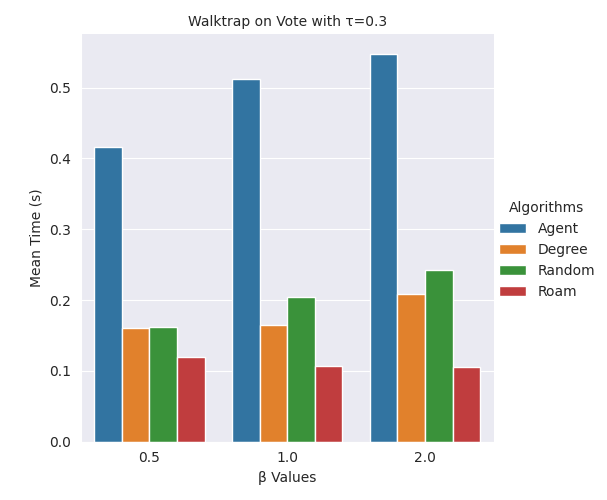 Walktrap on Vote with τ=0.3
Mean Time (s)
0.5
0.4
0.3
0.2
0.1
0.0
0.5 1.0 2.0
β Values
Algorithms
Agent
Degree
Random
Roam